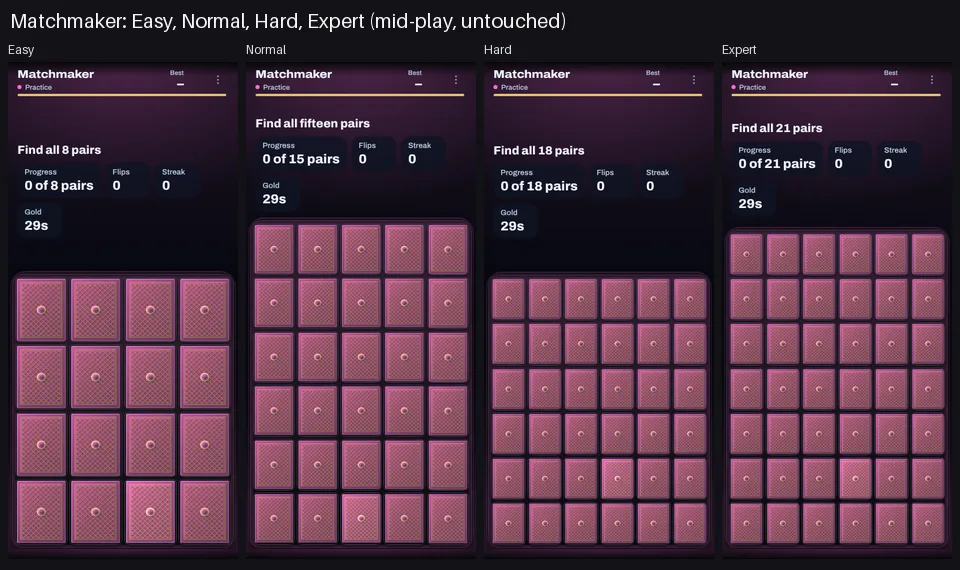 Matchmaker: Easy, Normal, Hard, Expert (mid-play, untouched)
Easy
Matchmaker
Practice
Best
–
Find all 8 pairs
Progress
0 of 8 pairs
Flips
0
Streak
0
Gold
29s
Normal
Matchmaker
Practice
Best
–
Find all fifteen pairs
Progress
0 of 15 pairs
Flips
0
Streak
0
Gold
29s
Hard
Matchmaker
Practice
Best
–
Find all 18 pairs
Progress
0 of 18 pairs
Flips
0
Streak
0
Gold
29s
Expert
Matchmaker
Practice
Best
–
Find all 21 pairs
Progress
0 of 21 pairs
Flips
0
Streak
0
Gold
29s